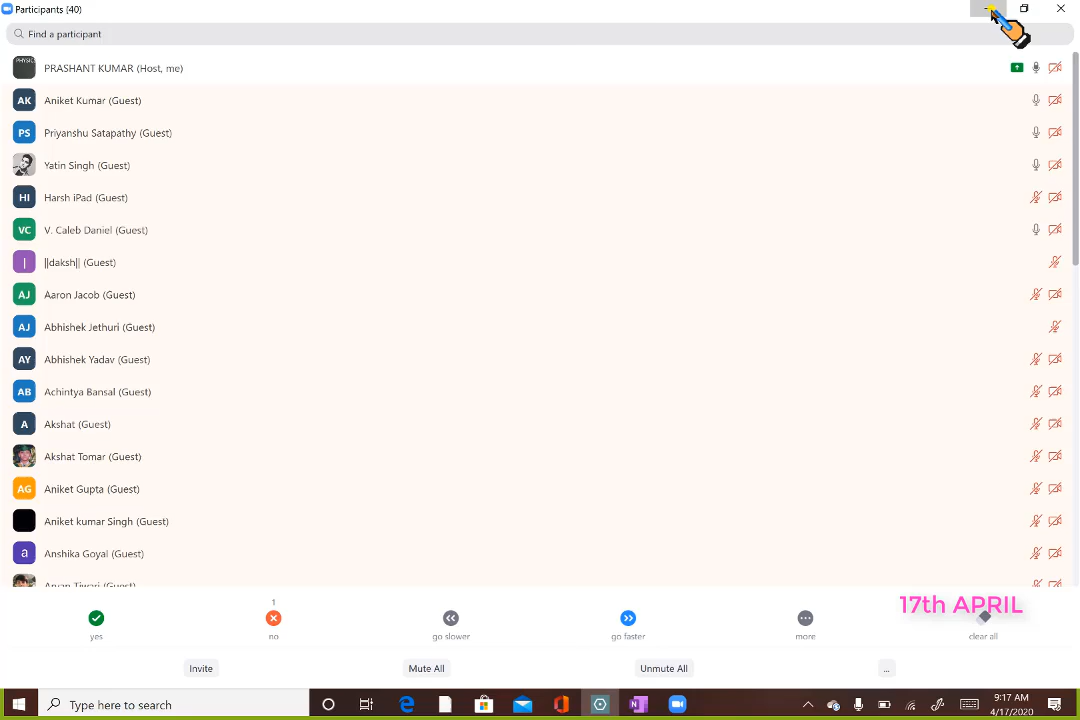 Participants (40)
Find a participant
PHYSICS
PRASHANT KUMAR (Host, me)
AK Aniket Kumar (Guest)
PS Priyanshu Satapathy (Guest)
Yatin Singh (Guest)
HI Harsh iPad (Guest)
VC V. Caleb Daniel (Guest)
| ||daksh|| (Guest)
AJ Aaron Jacob (Guest)
AJ Abhishek Jethuri (Guest)
AY Abhishek Yadav (Guest)
AB Achintya Bansal (Guest)
A Akshat (Guest)
Akshat Tomar (Guest)
AG Aniket Gupta (Guest)
Aniket kumar Singh (Guest)
a Anshika Goyal (Guest)
Aryan Tiwari (Guest)
1
17th APRIL
yes no go slower go faster more clear all
Invite Mute All Unmute All ...
Type here to search
9:17 AM
4/17/2020